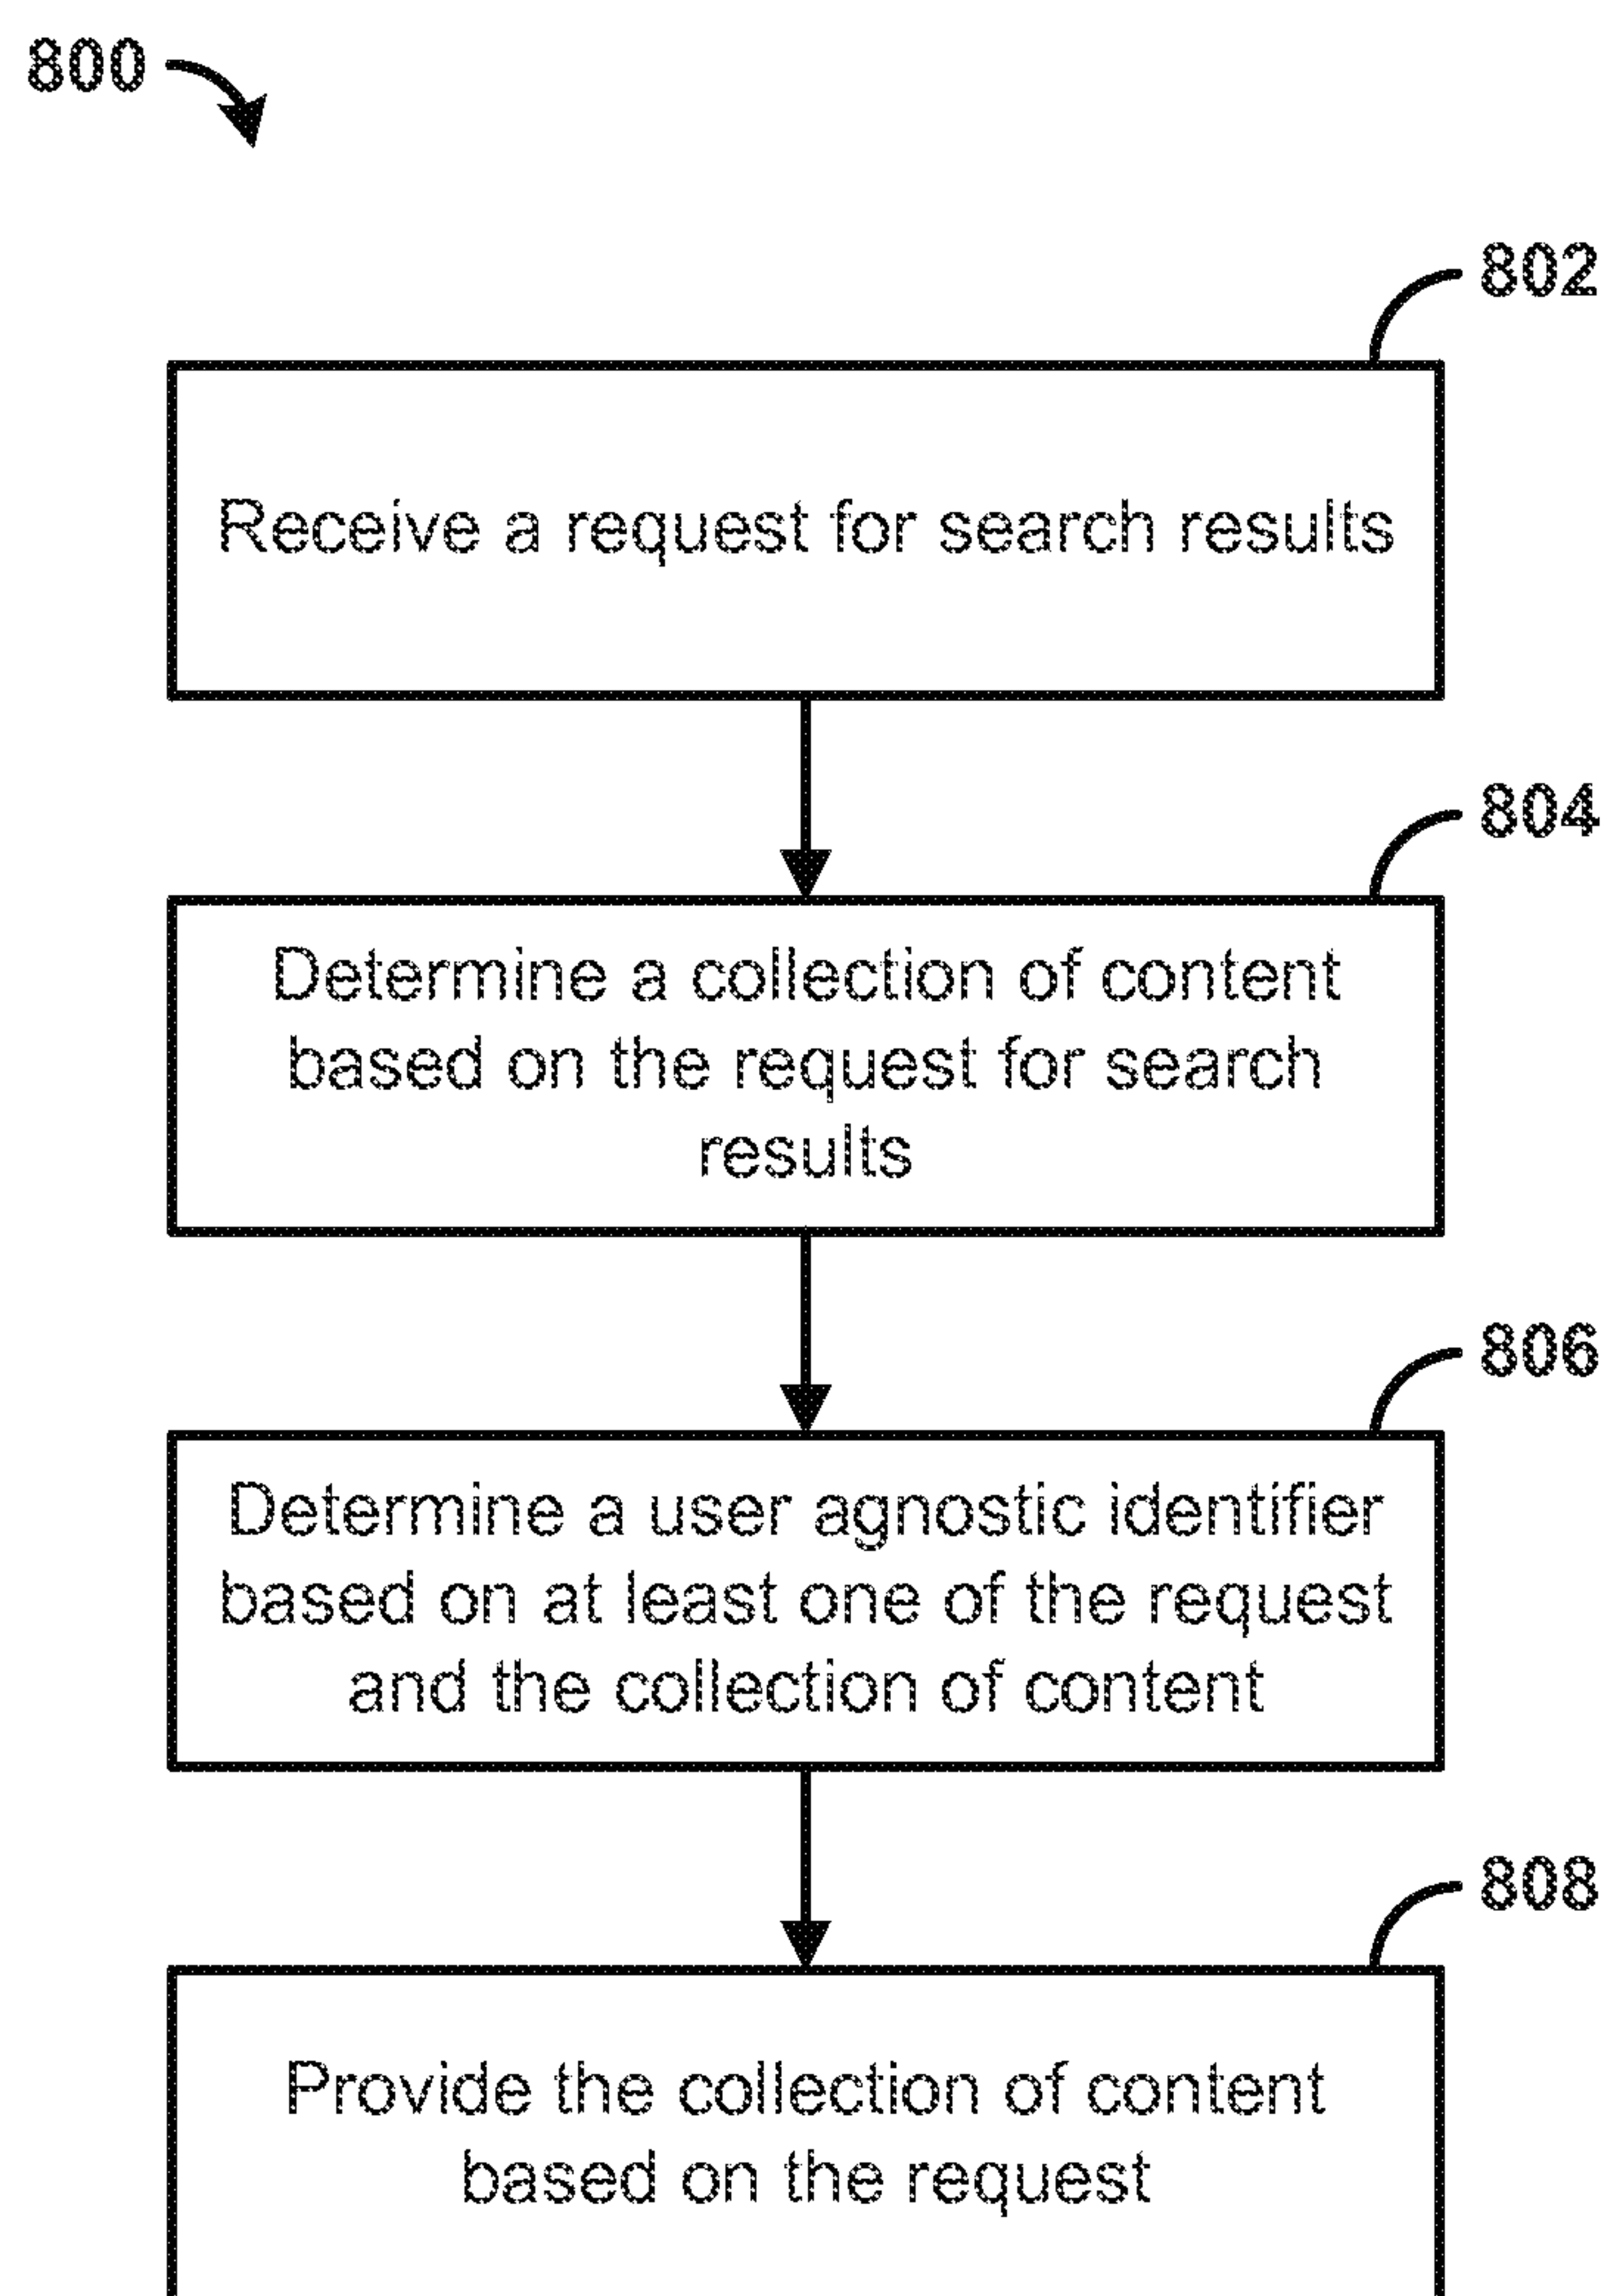 800
802
Receive a request for search results
804
Determine a collection of content
based on the request for search
results
806
Determine a user agnostic identifier
based on at least one of the request
and the collection of content
808
Provide the collection of content
based on the request